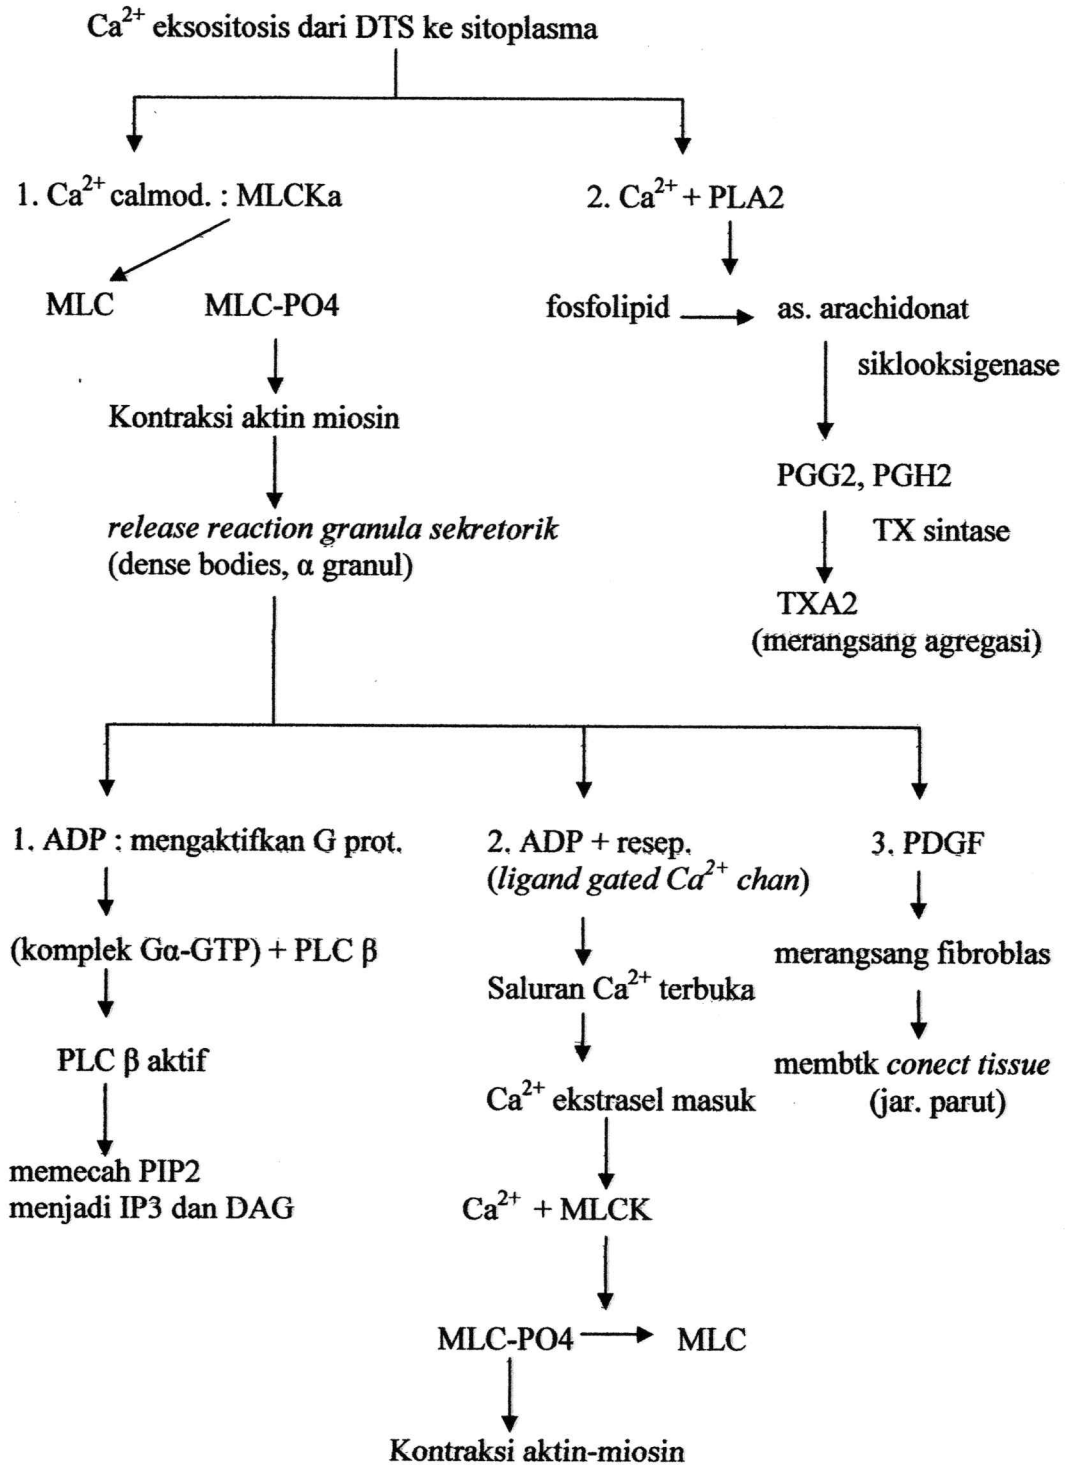 Ca²⁺ eksositosis dari DTS ke sitoplasma
1. Ca²⁺ calmod. : MLCKa
2. Ca²⁺ + PLA2
MLC
MLC-PO4
fosfolipid
as. arachidonat
siklooksigenase
Kontraksi aktin miosin
PGG2, PGH2
release reaction granula sekretorik
(dense bodies, α granul)
TX sintase
TXA2
(merangsang agregasi)
1. ADP : mengaktifkan G prot.
(komplek Gα-GTP) + PLC β
PLC β aktif
memecah PIP2
menjadi IP3 dan DAG
2. ADP + resep.
(ligand gated Ca²⁺ chan)
Saluran Ca²⁺ terbuka
Ca²⁺ ekstrasel masuk
Ca²⁺ + MLCK
MLC-PO4
MLC
Kontraksi aktin-miosin
3. PDGF
merangsang fibroblas
membtk conect tissue
(jar. parut)